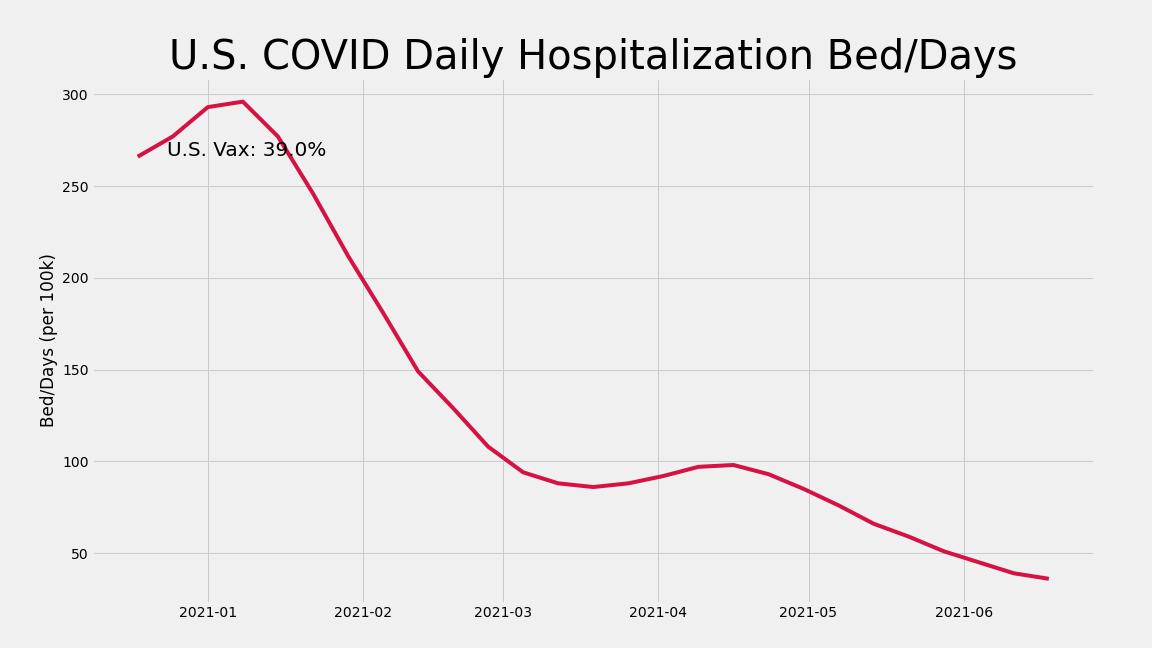 U.S. COVID Daily Hospitalization Bed/Days
300
U.S. Vax: 39.0%
250
200
150
100
50
Bed/Days (per 100k)
2021-01 2021-02 2021-03 2021-04 2021-05 2021-06